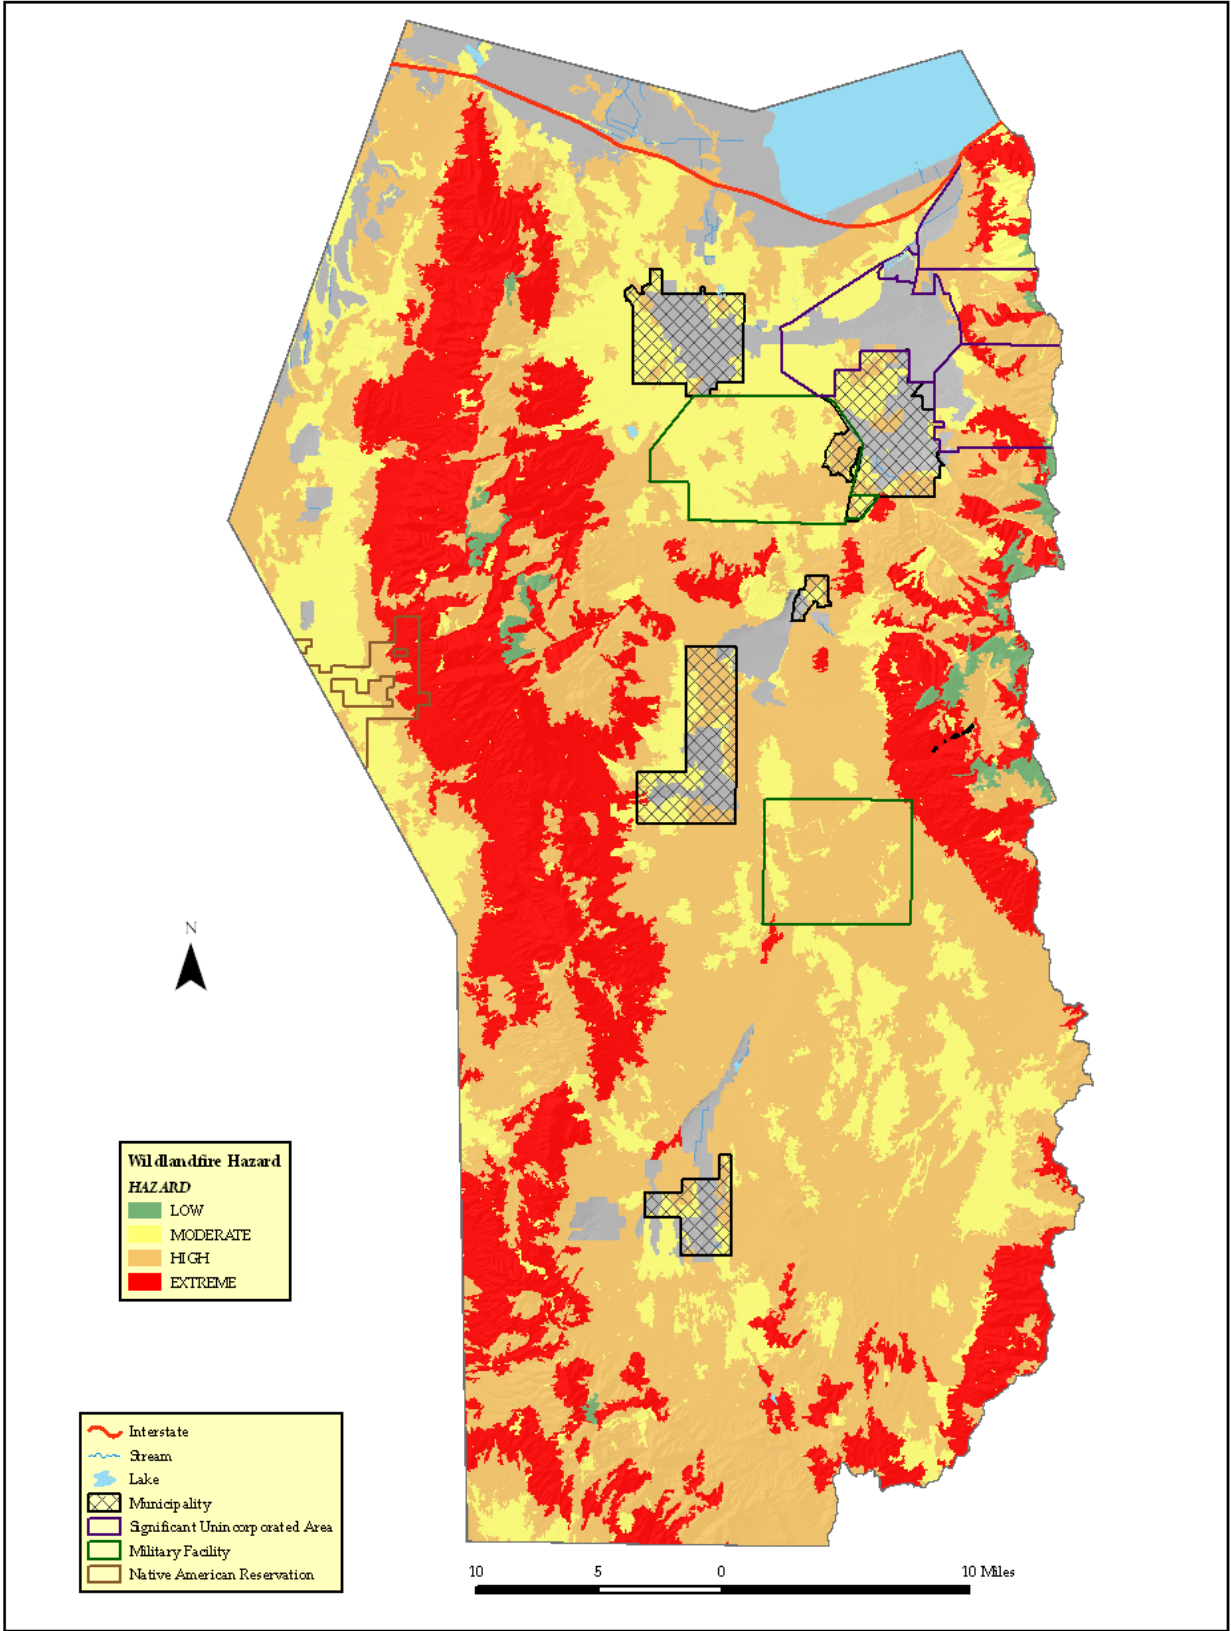 N
Wildlandfire Hazard
HAZARD
LOW
MODERATE
HIGH
EXTREME
Interstate
Stream
Lake
Municipality
Significant Unincorporated Area
Military Facility
Native American Reservation
10 5 0 10 Miles